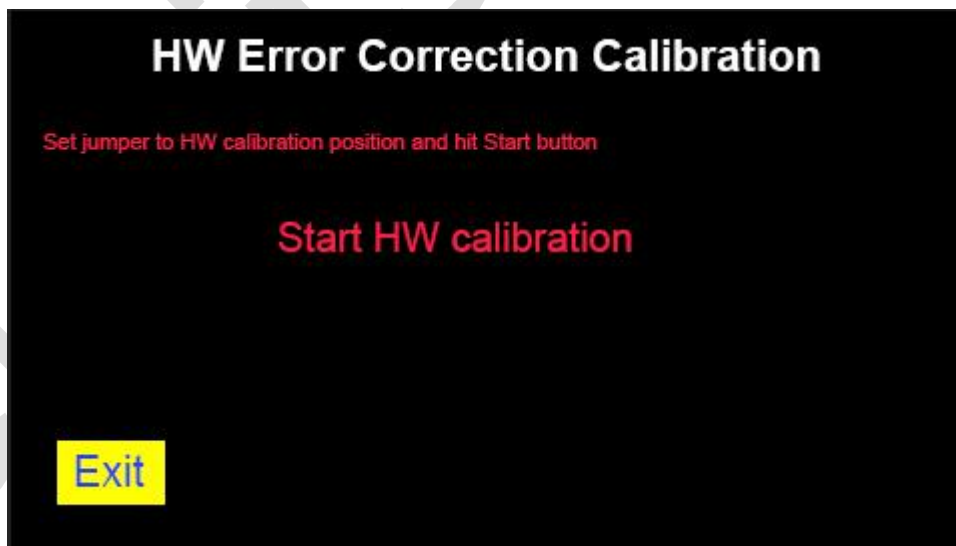 HW Error Correction Calibration
Set jumper to HW calibration position and hit Start button
Start HW calibration
Exit